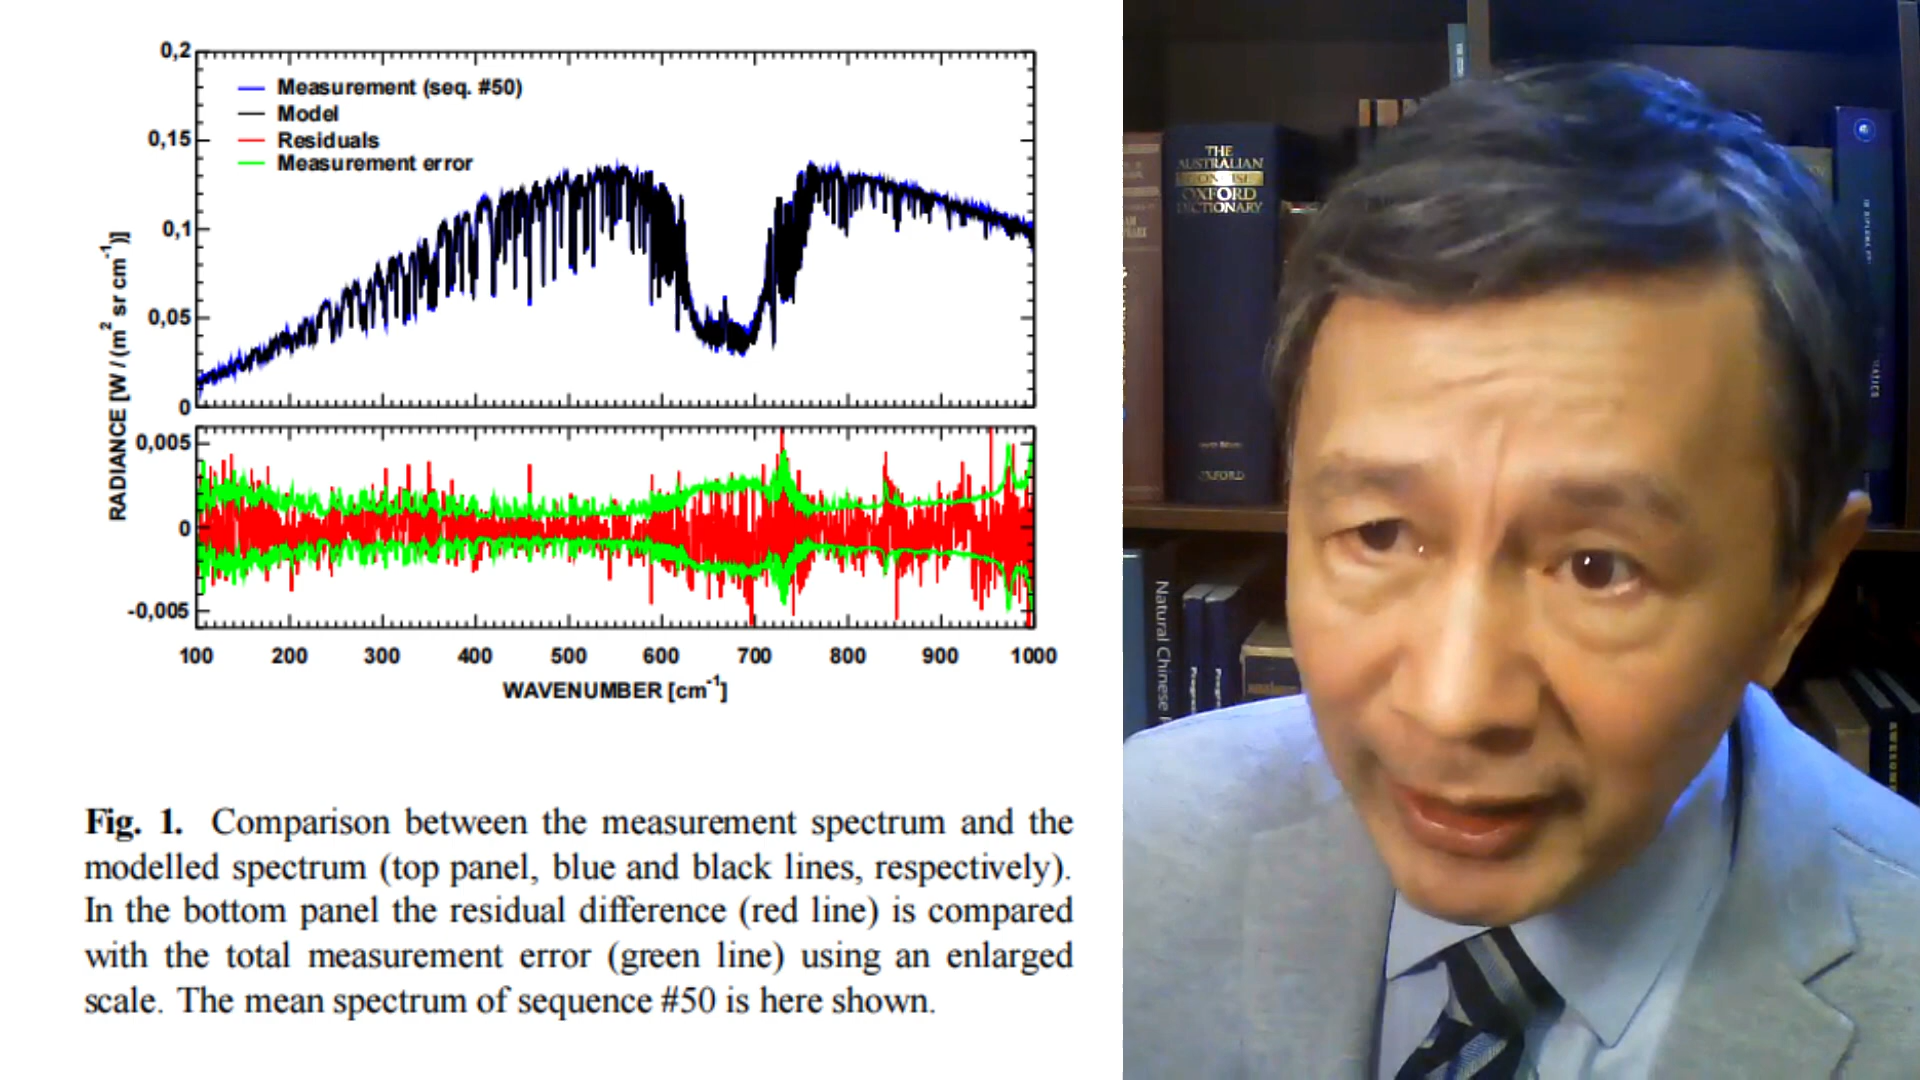 0,2
Measurement (seq. #50)
Model
Residuals
Measurement error
0,15
0,1
0,05
0
RADIANCE [W / (m² sr cm⁻¹)]
0,005
0
-0,005
100 200 300 400 500 600 700 800 900 1000
WAVENUMBER [cm⁻¹]
Fig. 1. Comparison between the measurement spectrum and the
modelled spectrum (top panel, blue and black lines, respectively).
In the bottom panel the residual difference (red line) is compared
with the total measurement error (green line) using an enlarged
scale. The mean spectrum of sequence #50 is here shown.
THE
AUSTRALIAN
CONCISE
OXFORD
DICTIONARY
OXFORD
Natural Chinese